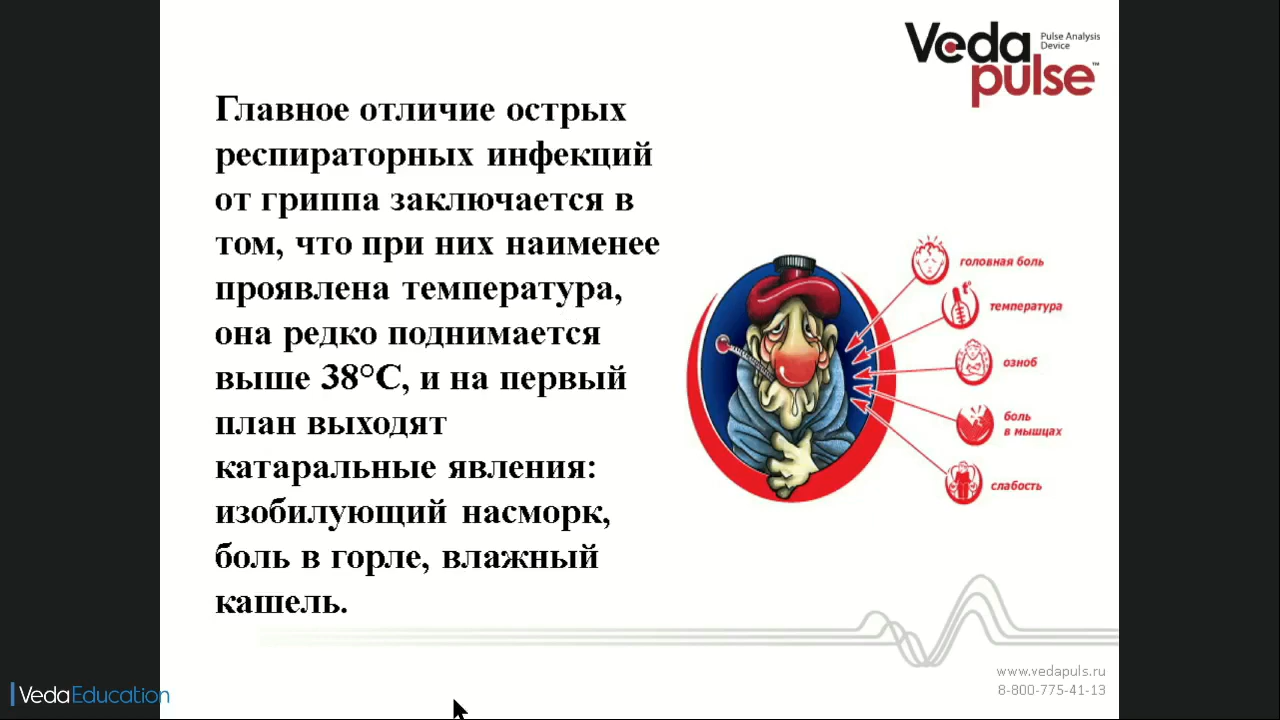 Veda Pulse Analysis
Device
pulse™
Главное отличие острых
респираторных инфекций
от гриппа заключается в
том, что при них наименее
проявлена температура,
она редко поднимается
выше 38°С, и на первый
план выходят
катаральные явления:
изобилующий насморк,
боль в горле, влажный
кашель.
головная боль
t°
температура
озноб
боль
в мышцах
слабость
www.vedapuls.ru
8-800-775-41-13
VedaEducation